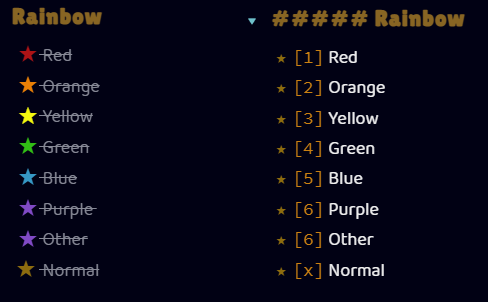 Rainbow
Red
Orange
Yellow
Green
Blue
Purple
Other
Normal
##### Rainbow
[1] Red
[2] Orange
[3] Yellow
[4] Green
[5] Blue
[6] Purple
[6] Other
[x] Normal